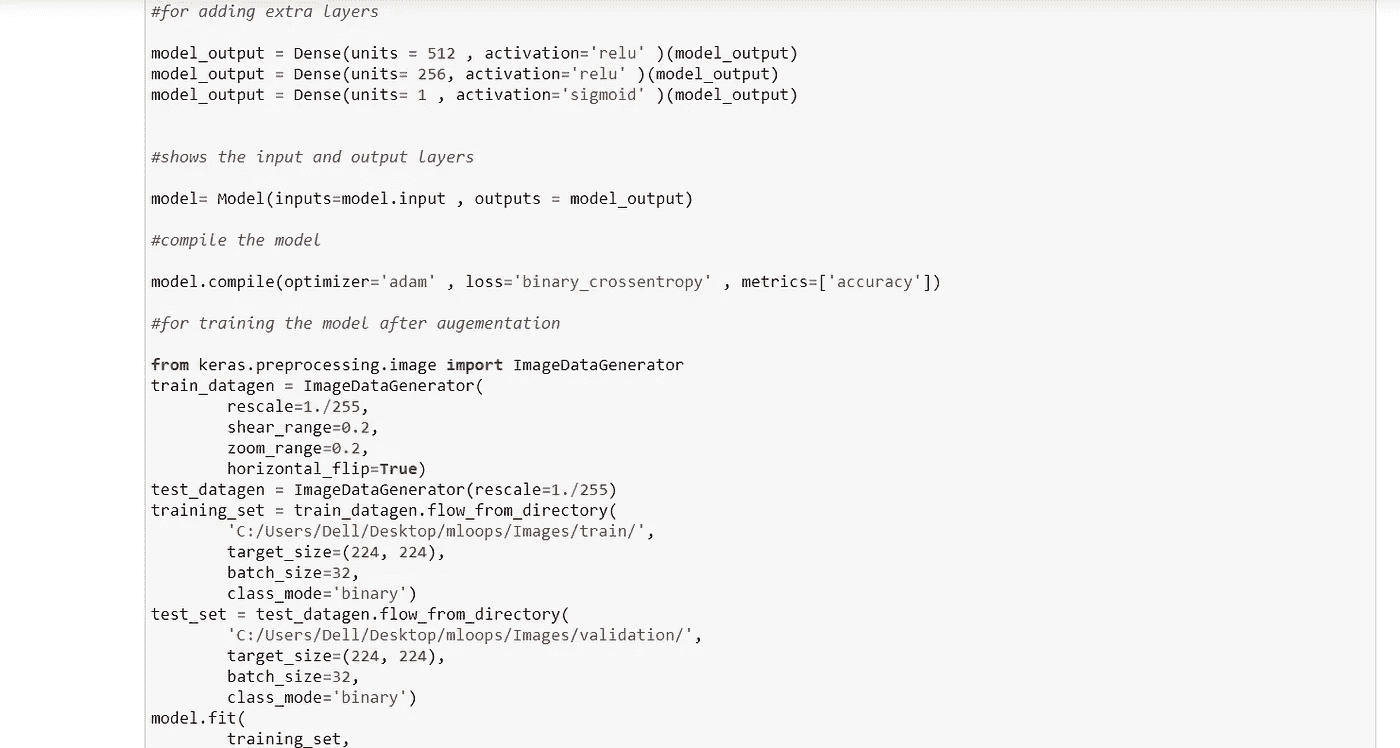 #for adding extra layers
model_output = Dense(units = 512 , activation='relu' )(model_output)
model_output = Dense(units= 256, activation='relu' )(model_output)
model_output = Dense(units= 1 , activation='sigmoid' )(model_output)
#shows the input and output layers
model= Model(inputs=model.input , outputs = model_output)
#compile the model
model.compile(optimizer='adam' , loss='binary_crossentropy' , metrics=['accuracy'])
#for training the model after augementation
from keras.preprocessing.image import ImageDataGenerator
train_datagen = ImageDataGenerator(
        rescale=1./255,
        shear_range=0.2,
        zoom_range=0.2,
        horizontal_flip=True)
test_datagen = ImageDataGenerator(rescale=1./255)
training_set = train_datagen.flow_from_directory(
        'C:/Users/Dell/Desktop/mloops/Images/train/',
        target_size=(224, 224),
        batch_size=32,
        class_mode='binary')
test_set = test_datagen.flow_from_directory(
        'C:/Users/Dell/Desktop/mloops/Images/validation/',
        target_size=(224, 224),
        batch_size=32,
        class_mode='binary')
model.fit(
        training_set,